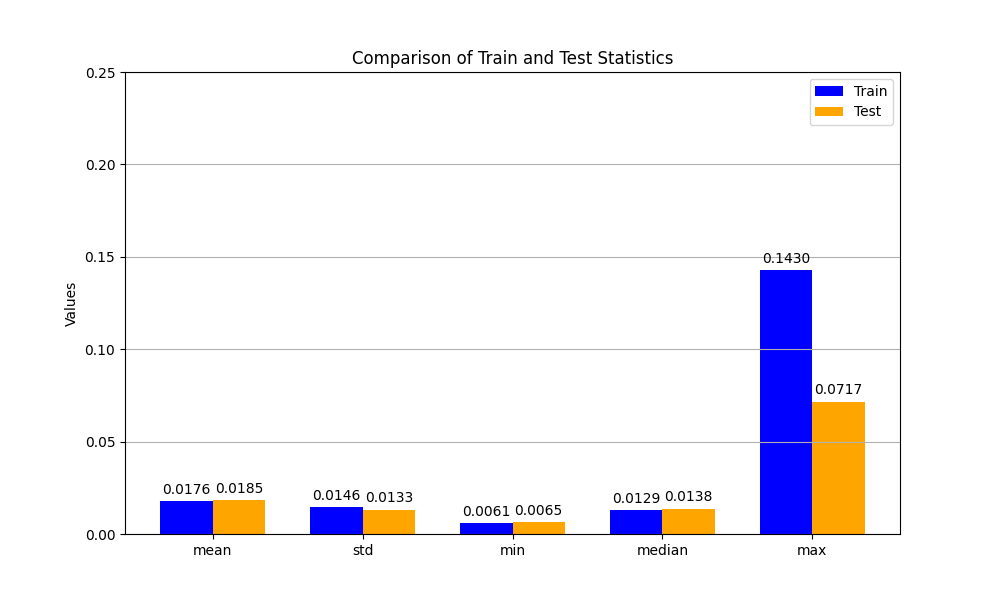 Comparison of Train and Test Statistics
0.25
0.20
0.15
0.10
0.05
0.00
Values
Train
Test
0.0176 0.0185
0.0146 0.0133
0.0061 0.0065
0.0129 0.0138
0.1430
0.0717
mean std min median max